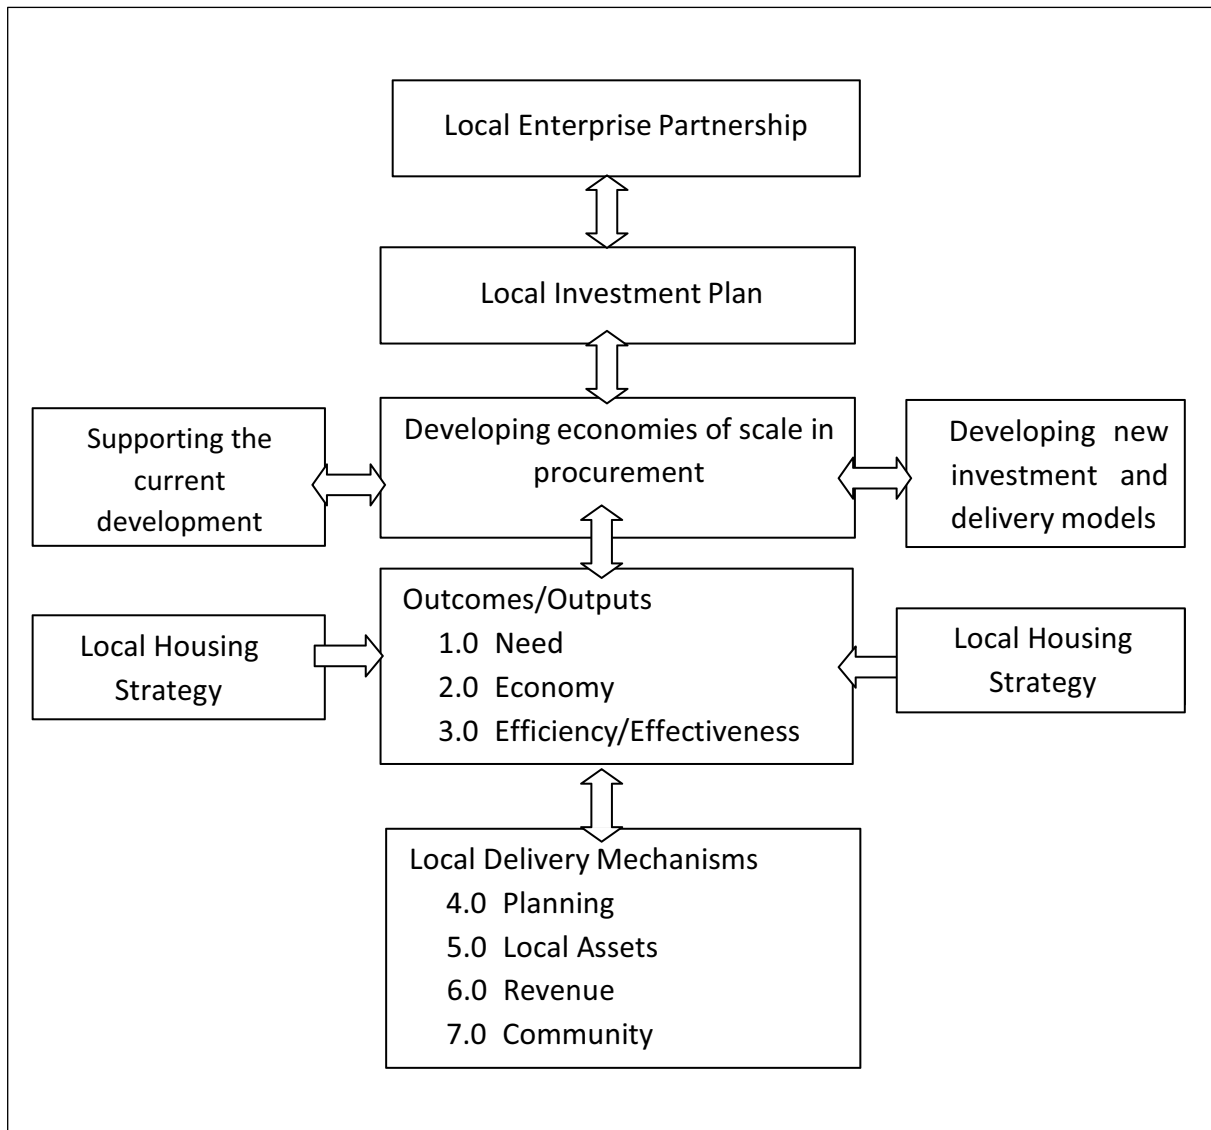 Local Enterprise Partnership
Local Investment Plan
Supporting the
current
development
Developing economies of scale in
procurement
Developing new
investment and
delivery models
Local Housing
Strategy
Outcomes/Outputs
1.0 Need
2.0 Economy
3.0 Efficiency/Effectiveness
Local Housing
Strategy
Local Delivery Mechanisms
4.0 Planning
5.0 Local Assets
6.0 Revenue
7.0 Community